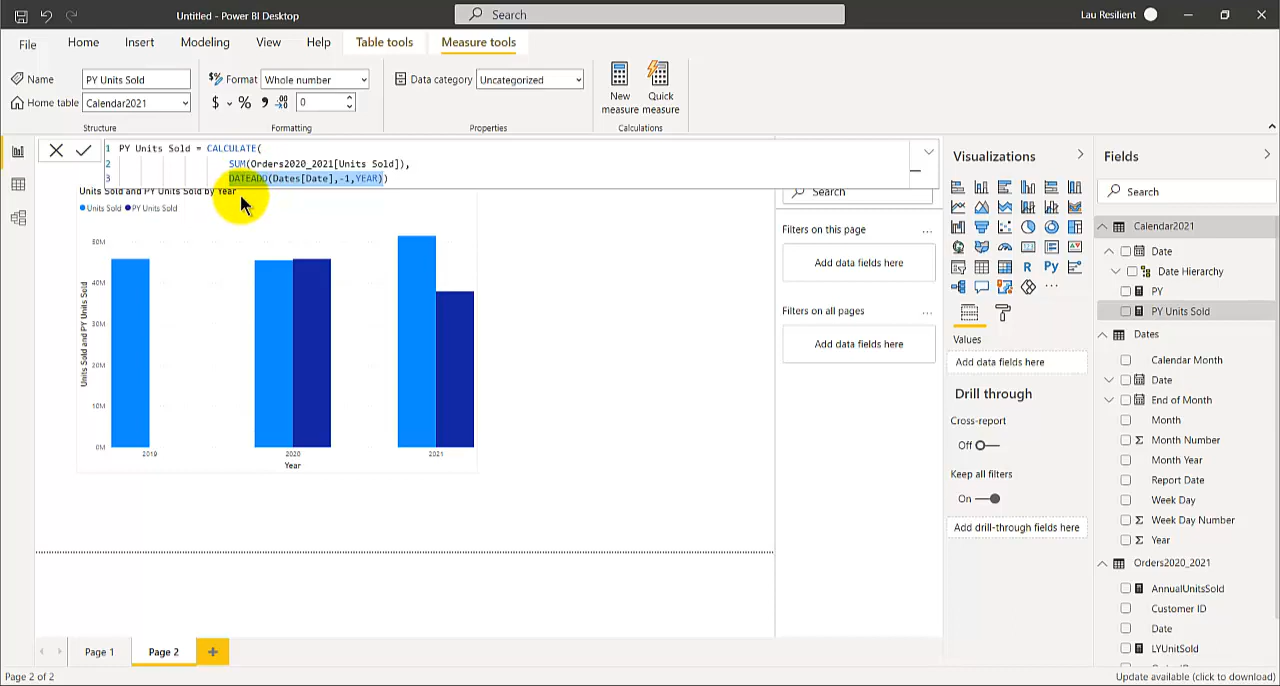 Untitled - Power BI Desktop
Search
Lau Resilient
File
Home
Insert
Modeling
View
Help
Table tools
Measure tools
Name
PY Units Sold
Home table
Calendar2021
Structure
Format
Whole number
$
%
0
Formatting
Data category
Uncategorized
Properties
New measure
Quick measure
Calculations
1 PY Units Sold = CALCULATE(
2 SUM(Orders2020_2021[Units Sold]),
3 DATEADD(Dates[Date],-1,YEAR))
Units Sold and PY Units Sold by Year
Units Sold PY Units Sold
Units Sold and PY Units Sold
50M
40M
30M
20M
10M
0M
2019
2020
2021
Year
Search
Filters on this page
...
Add data fields here
Filters on all pages
...
Add data fields here
Visualizations
R
Py
...
Values
Add data fields here
Drill through
Cross-report
Off
Keep all filters
On
Add drill-through fields here
Fields
Search
Calendar2021
Date
Date Hierarchy
PY
PY Units Sold
Dates
Calendar Month
Date
End of Month
Month
Σ Month Number
Month Year
Report Date
Week Day
Σ Week Day Number
Σ Year
Orders2020_2021
AnnualUnitsSold
Customer ID
Date
LYUnitSold
Page 1
Page 2
+
Page 2 of 2
Update available (click to download)